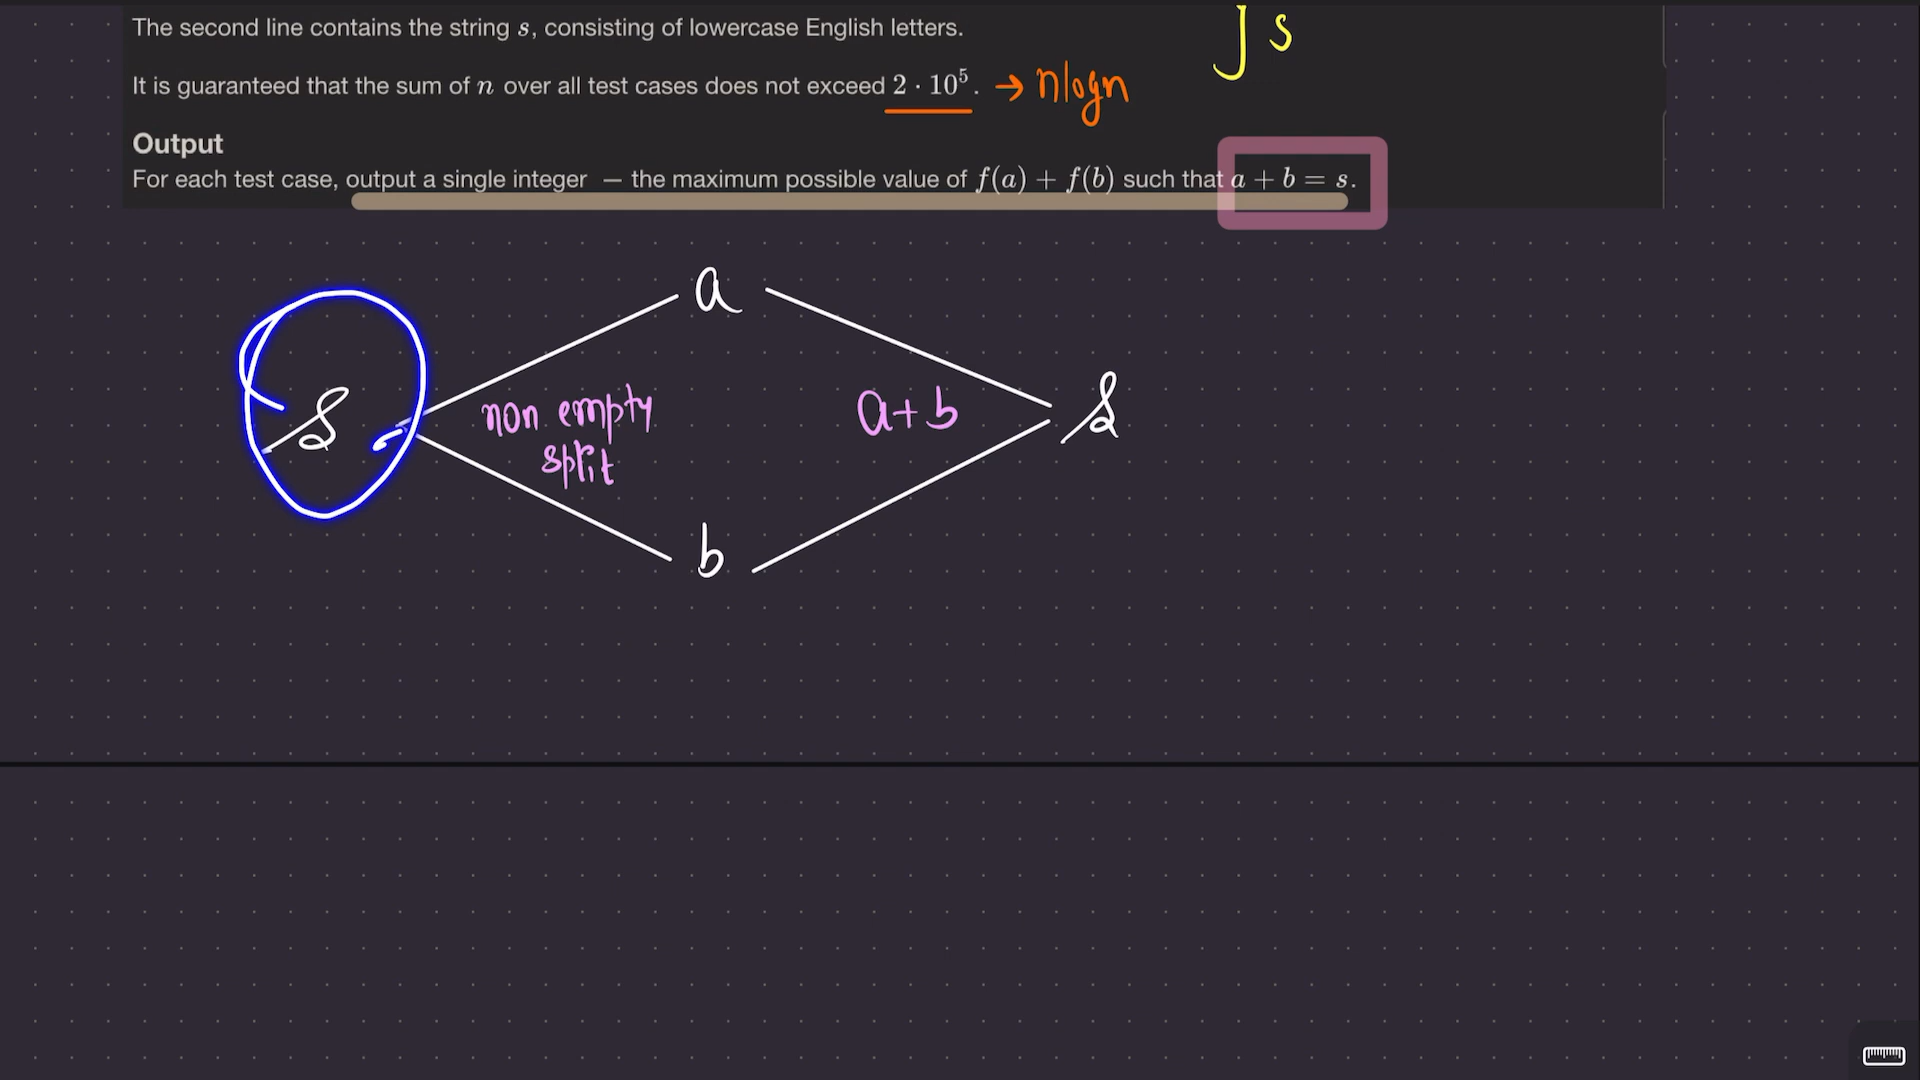 The second line contains the string s, consisting of lowercase English letters.
s
It is guaranteed that the sum of n over all test cases does not exceed 2 · 10⁵. → nlogn
Output
For each test case, output a single integer — the maximum possible value of f(a) + f(b) such that a + b = s.
a
S
non empty
split
a+b
S
b